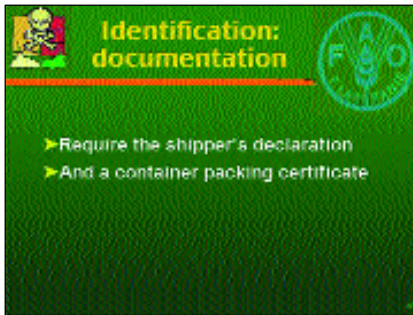 Identification:
documentation
F A O
➤Require the shipper's declaration
➤And a container packing certificate